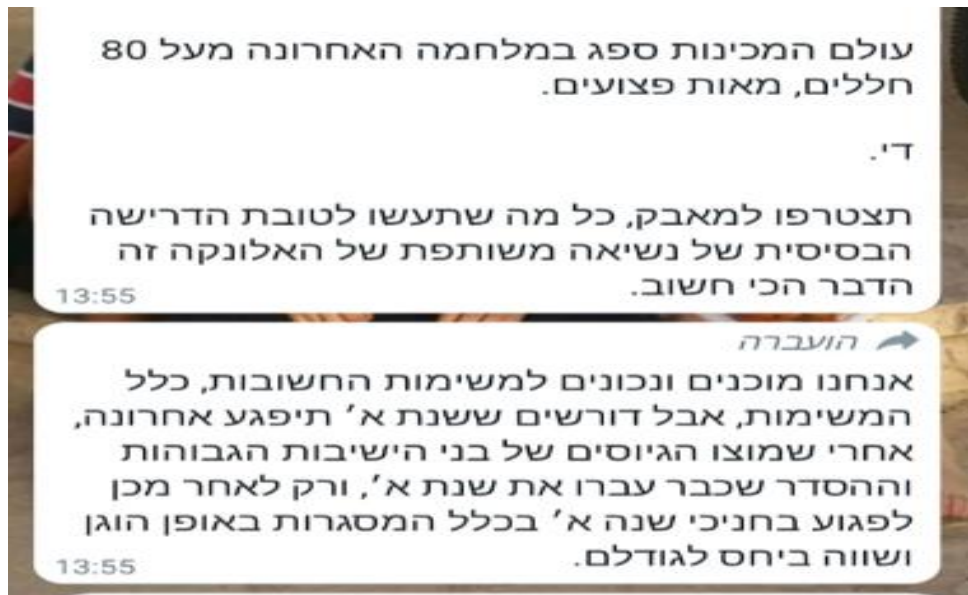 עולם המכינות ספג במלחמה האחרונה מעל 80
חללים, מאות פצועים.
די.
תצטרפו למאבק, כל מה שתעשו לטובת הדרישה
הבסיסית של נשיאה משותפת של האלונקה זה
הדבר הכי חשוב.
13:55
הועברה
אנחנו מוכנים ונכונים למשימות החשובות, כלל
המשימות, אבל דורשים ששנת א׳ תיפגע אחרונה,
אחרי שמוצו הגיוסים של בני הישיבות הגבוהות
וההסדר שכבר עברו את שנת א׳, ורק לאחר מכן
לפגוע בחניכי שנה א׳ בכלל המסגרות באופן הוגן
ושווה ביחס לגודלם.
13:55